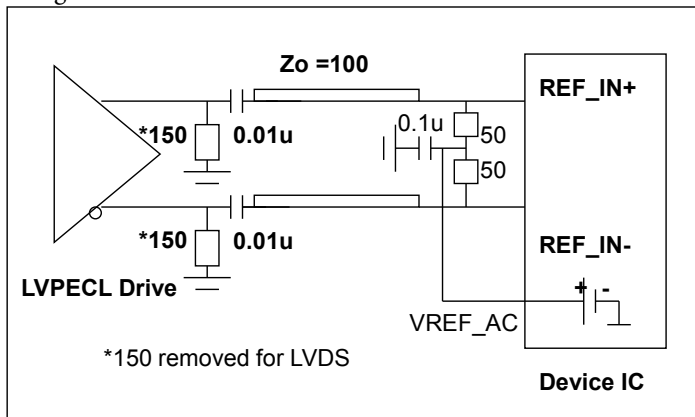 Zo =100
REF_IN+
*150 0.01u
0.1u
50
50
*150 0.01u
REF_IN-
LVPECL Drive
+ -
VREF_AC
*150 removed for LVDS
Device IC